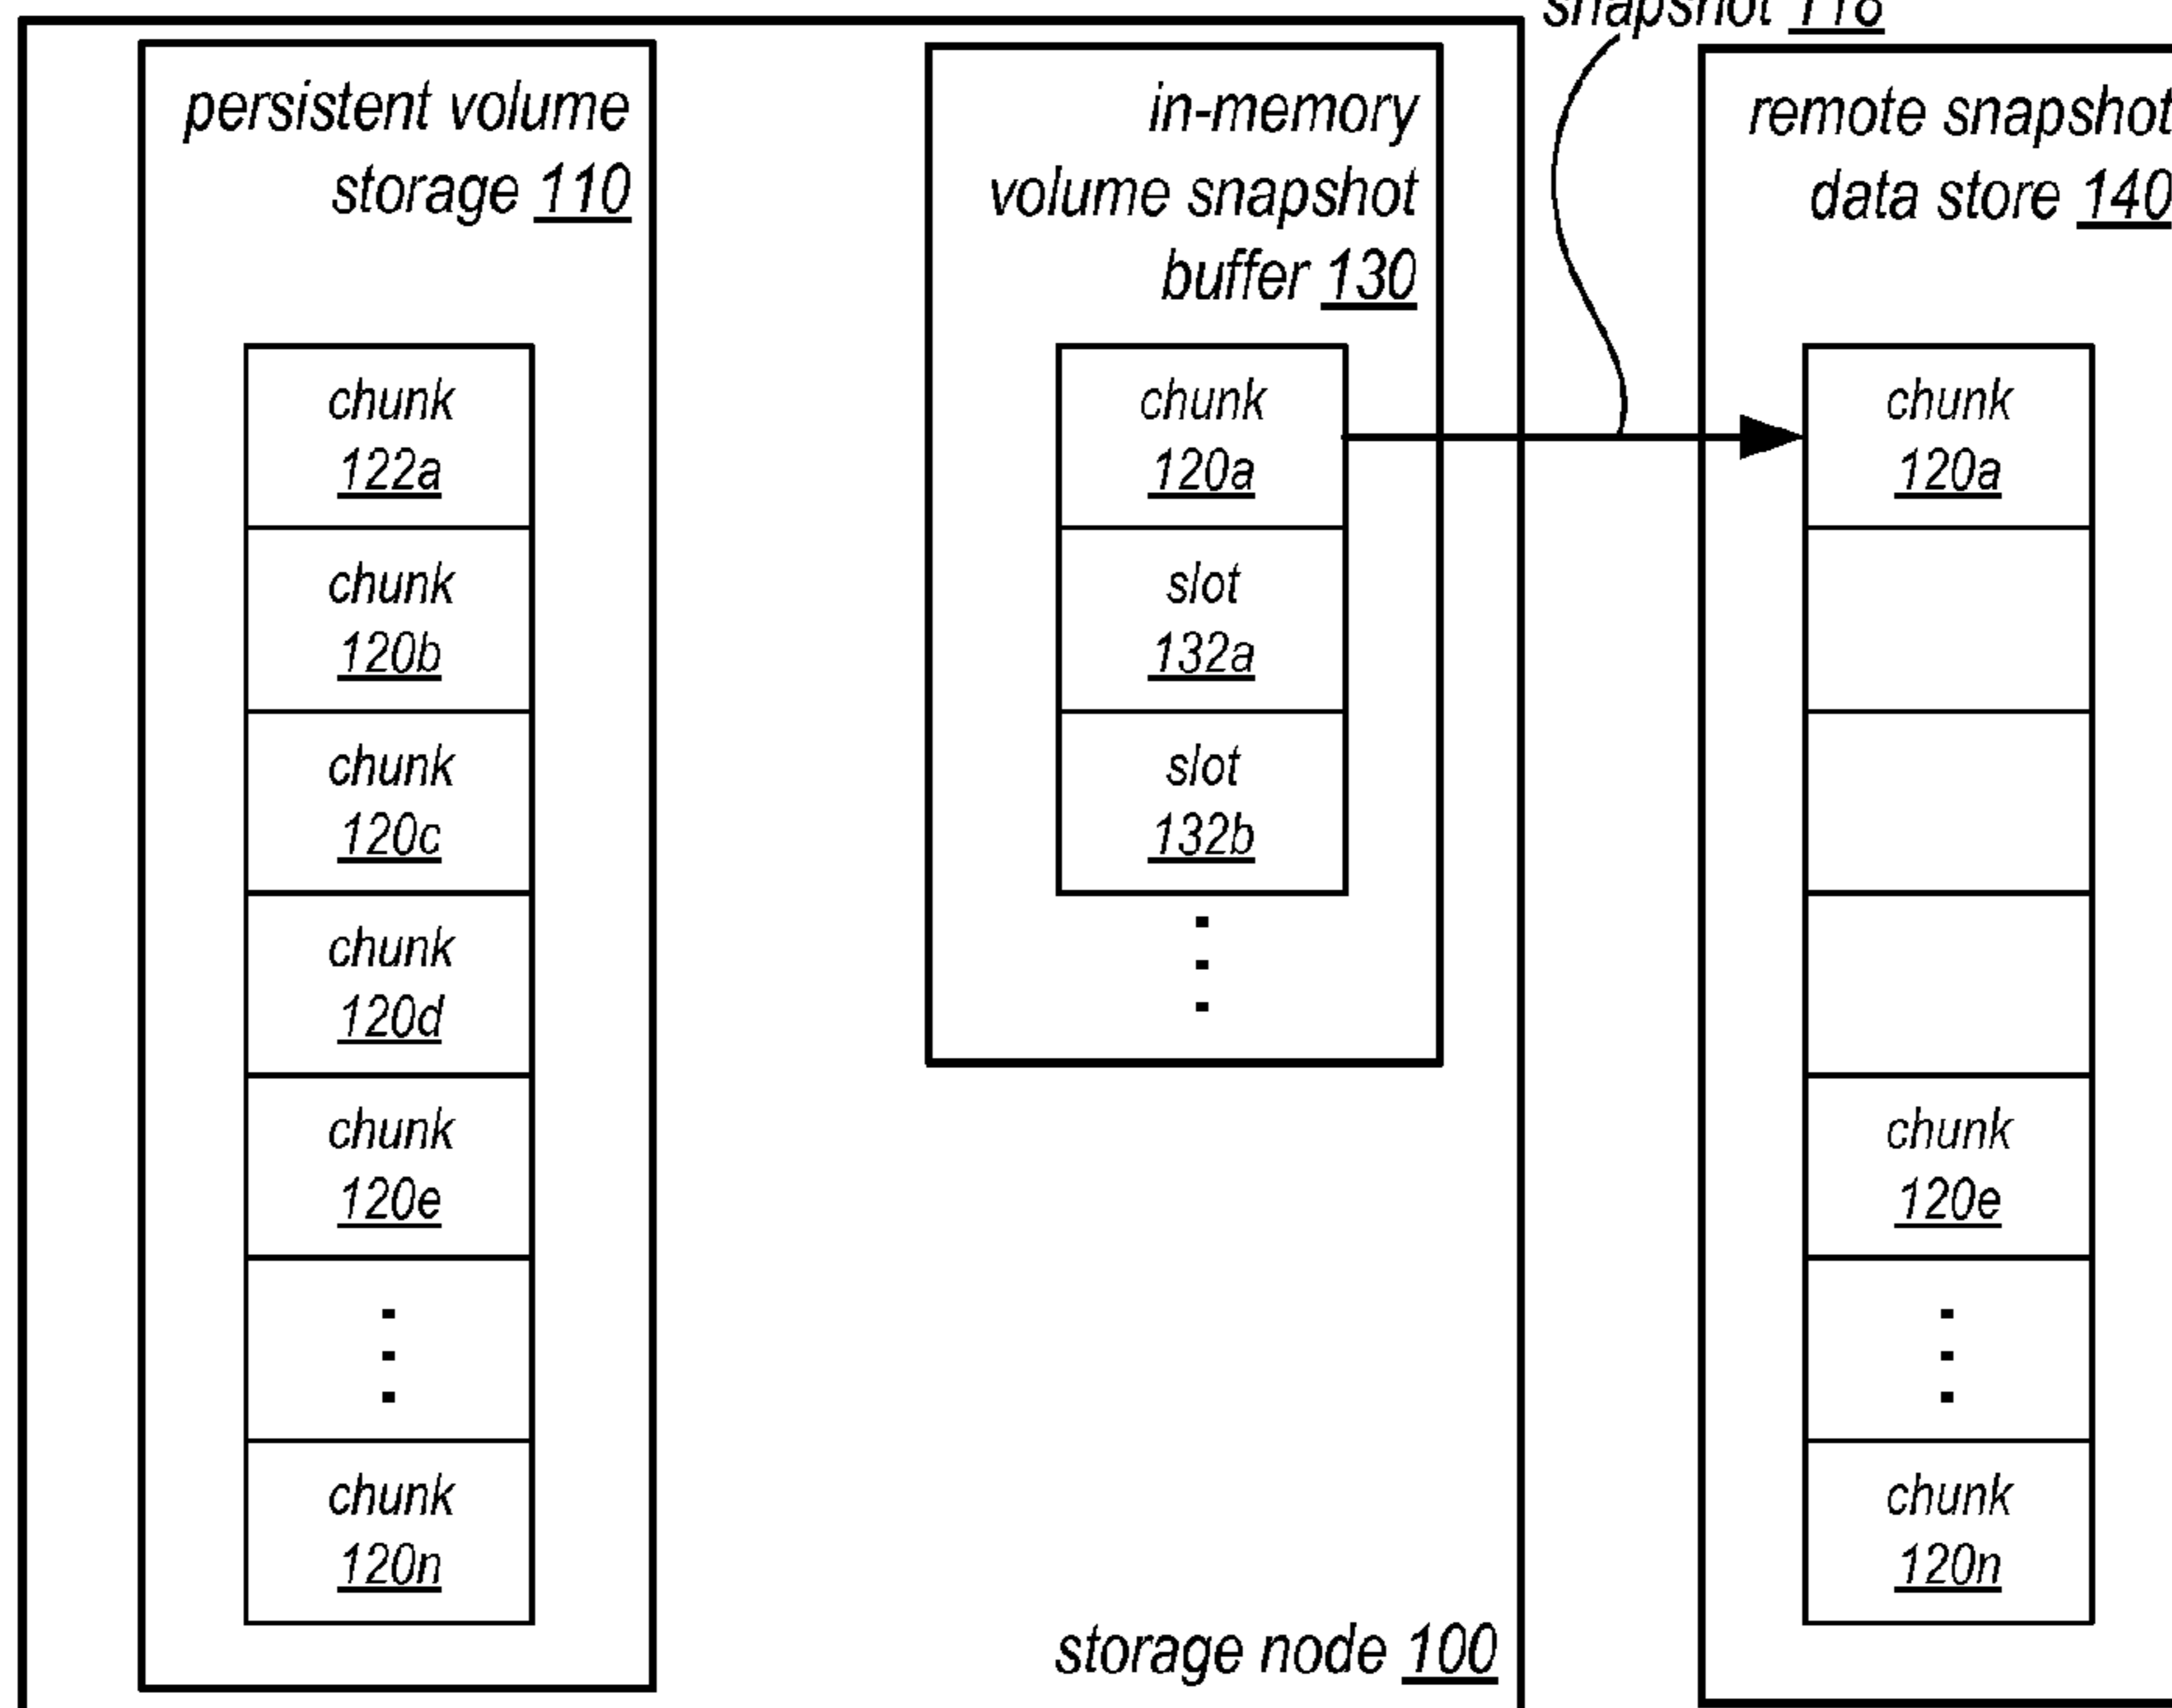 snapshot 118
persistent volume
storage 110
chunk
122a
chunk
120b
chunk
120c
chunk
120d
chunk
120e
chunk
120n
in-memory
volume snapshot
buffer 130
chunk
120a
slot
132a
slot
132b
storage node 100
remote snapshot
data store 140
chunk
120a
chunk
120e
chunk
120n